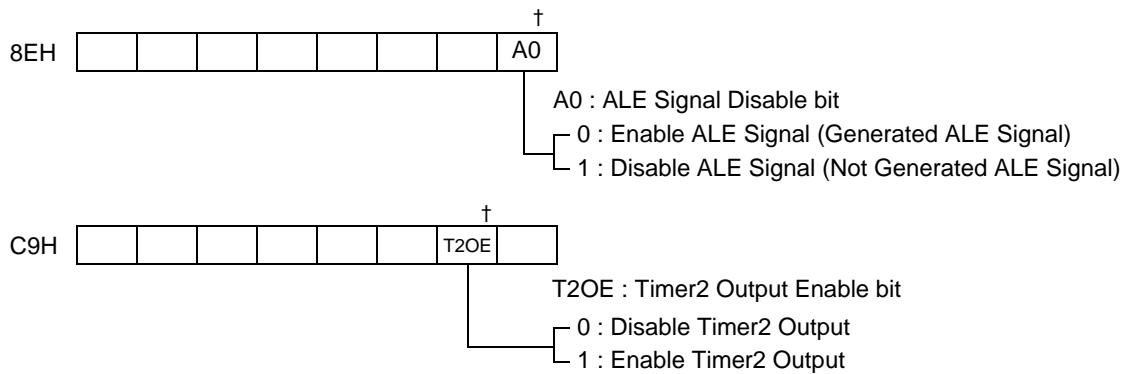 †
8EH A0
A0 : ALE Signal Disable bit
0 : Enable ALE Signal (Generated ALE Signal)
1 : Disable ALE Signal (Not Generated ALE Signal)
†
C9H T2OE
T2OE : Timer2 Output Enable bit
0 : Disable Timer2 Output
1 : Enable Timer2 Output